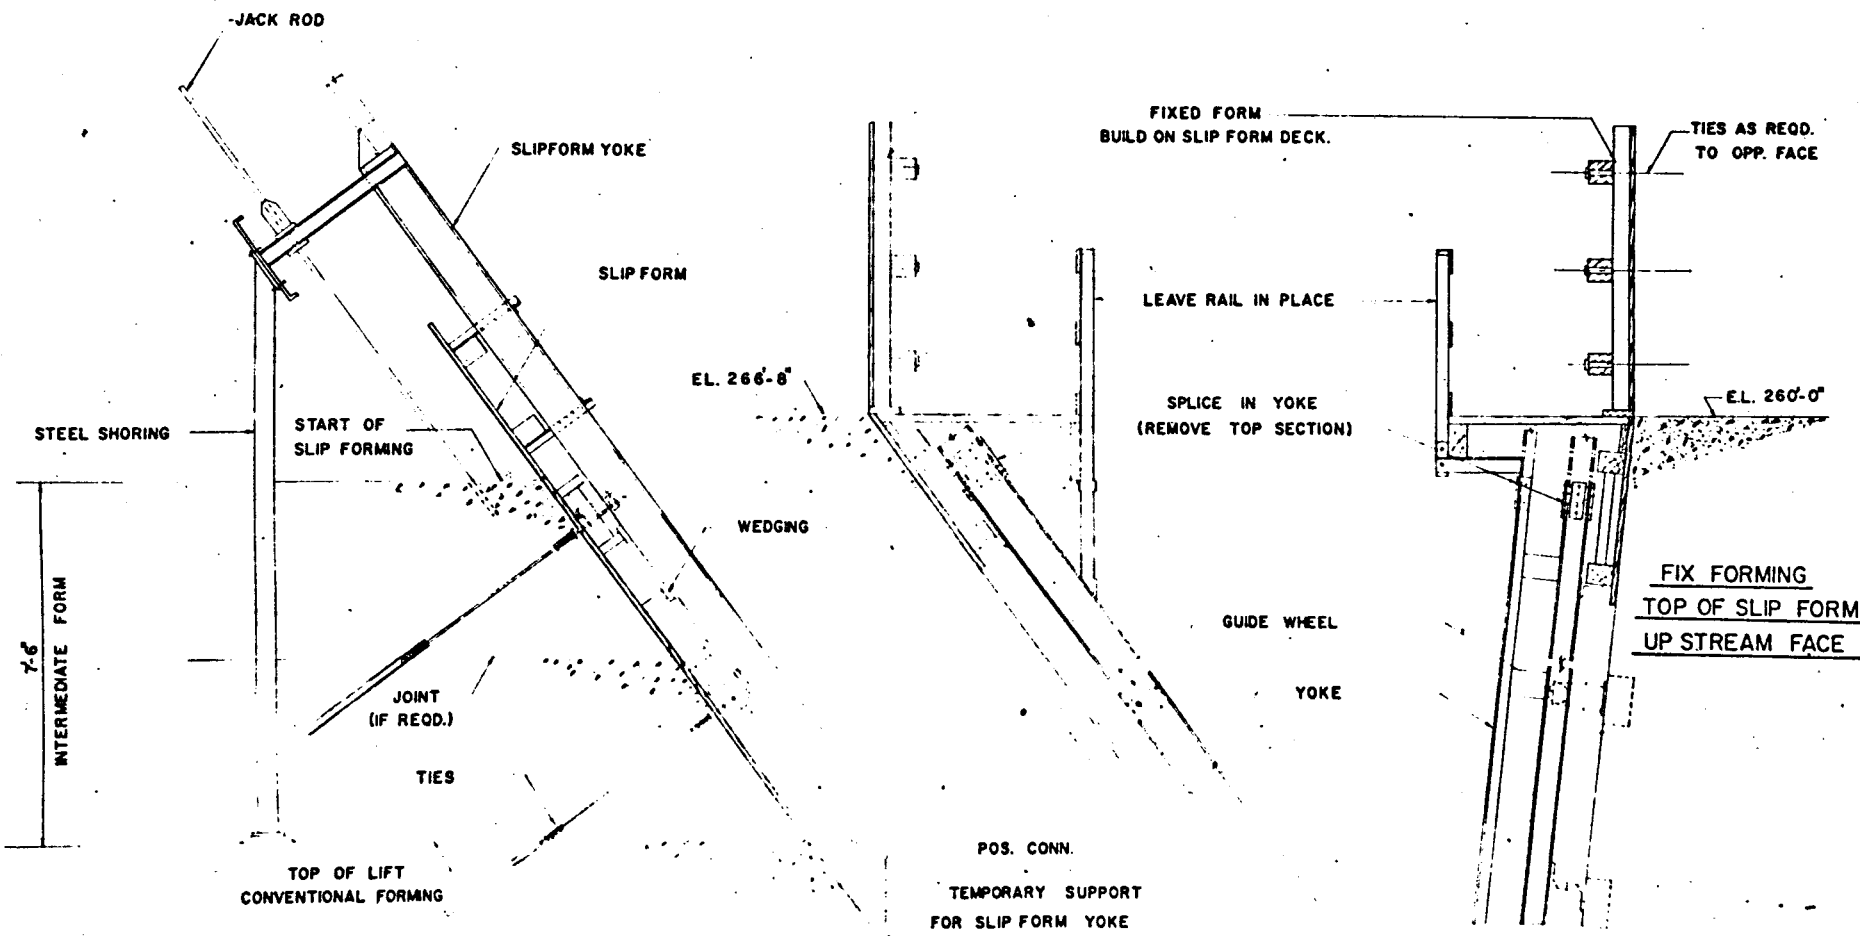 -JACK ROD
SLIPFORM YOKE
SLIP FORM
STEEL SHORING
START OF
SLIP FORMING
7'-6"
INTERMEDIATE FORM
WEDGING
JOINT
(IF REQD.)
TIES
TOP OF LIFT
CONVENTIONAL FORMING
EL. 266'-8"
FIXED FORM
BUILD ON SLIP FORM DECK.
TIES AS REQD.
TO OPP. FACE
LEAVE RAIL IN PLACE
SPLICE IN YOKE
(REMOVE TOP SECTION)
EL. 260'-0"
GUIDE WHEEL
YOKE
FIX FORMING
TOP OF SLIP FORM
UP STREAM FACE
POS. CONN.
TEMPORARY SUPPORT
FOR SLIP FORM YOKE